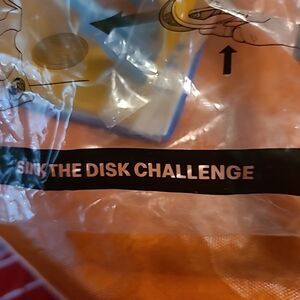 SINK THE DISK CHALLENGE